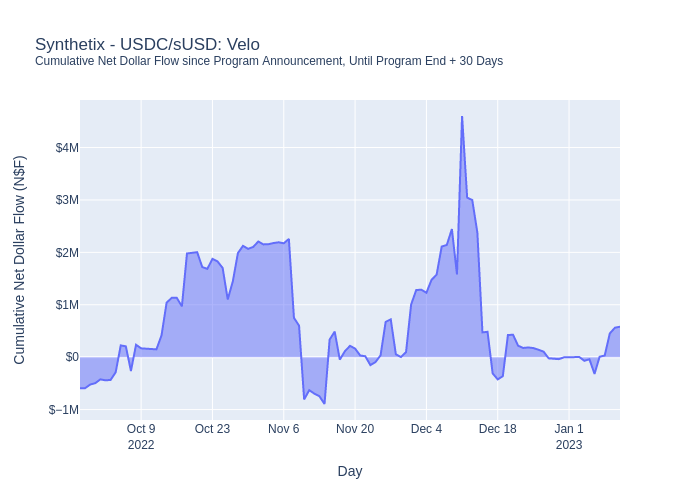 Synthetix - USDC/sUSD: Velo
Cumulative Net Dollar Flow since Program Announcement, Until Program End + 30 Days
Cumulative Net Dollar Flow (N$F)
$4M
$3M
$2M
$1M
$0
$−1M
Oct 9
2022
Oct 23
Nov 6
Nov 20
Dec 4
Dec 18
Jan 1
2023
Day